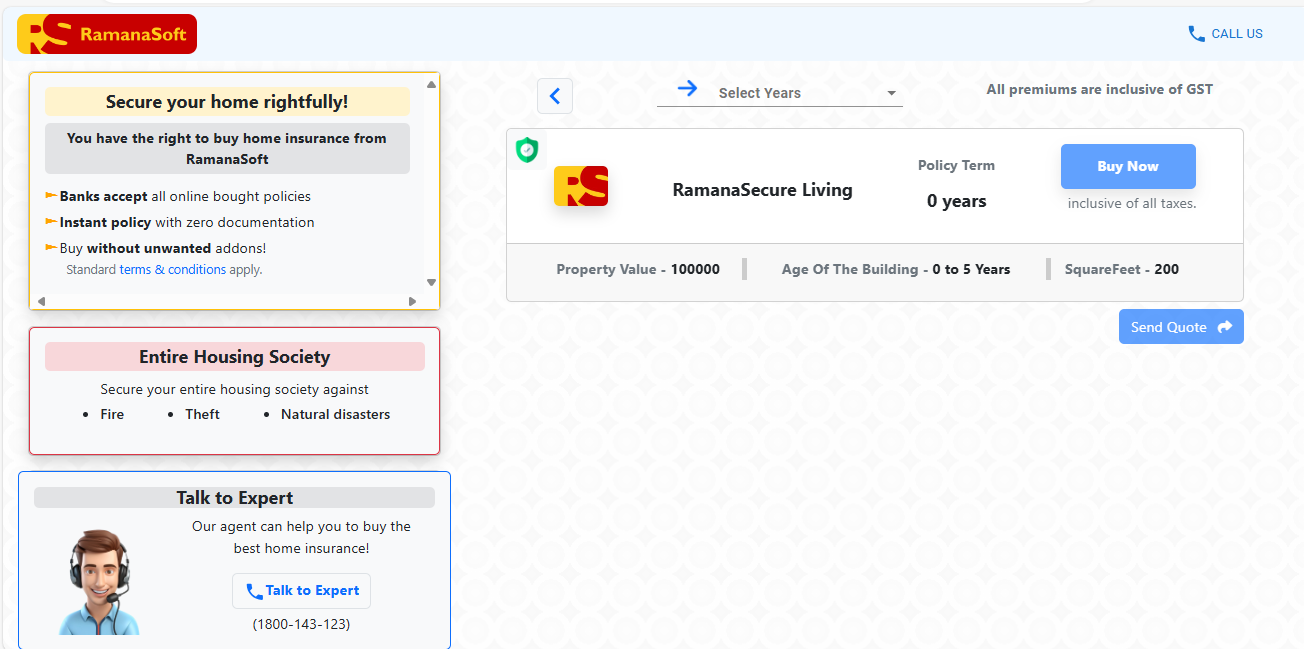 RS RamanaSoft
CALL US
Secure your home rightfully!
You have the right to buy home insurance from
RamanaSoft
Banks accept all online bought policies
Instant policy with zero documentation
Buy without unwanted addons!
Standard terms & conditions apply.
Entire Housing Society
Secure your entire housing society against
• Fire • Theft • Natural disasters
Talk to Expert
Our agent can help you to buy the
best home insurance!
Talk to Expert
(1800-143-123)
Select Years
All premiums are inclusive of GST
RS
RamanaSecure Living
Policy Term
0 years
Buy Now
inclusive of all taxes.
Property Value - 100000
Age Of The Building - 0 to 5 Years
SquareFeet - 200
Send Quote